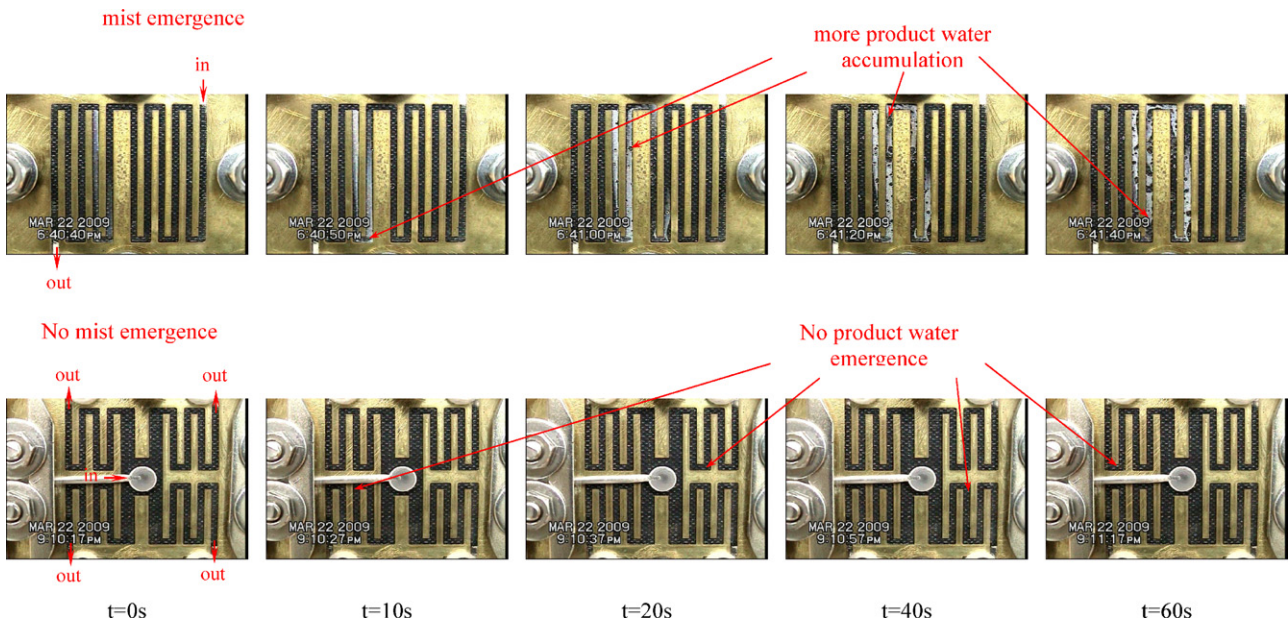 mist emergence
more product water
accumulation
in
MAR 22 2009
6:40:40PM
MAR 22 2009
6:40:50PM
MAR 22 2009
6:41:00PM
MAR 22 2009
6:41:20PM
MAR 22 2009
6:41:40PM
out
No mist emergence
No product water
emergence
out
out
in
MAR 22 2009
9:10:17PM
MAR 22 2009
9:10:27PM
MAR 22 2009
9:10:37PM
MAR 22 2009
9:10:57PM
MAR 22 2009
9:11:17PM
out
out
t=0s
t=10s
t=20s
t=40s
t=60s